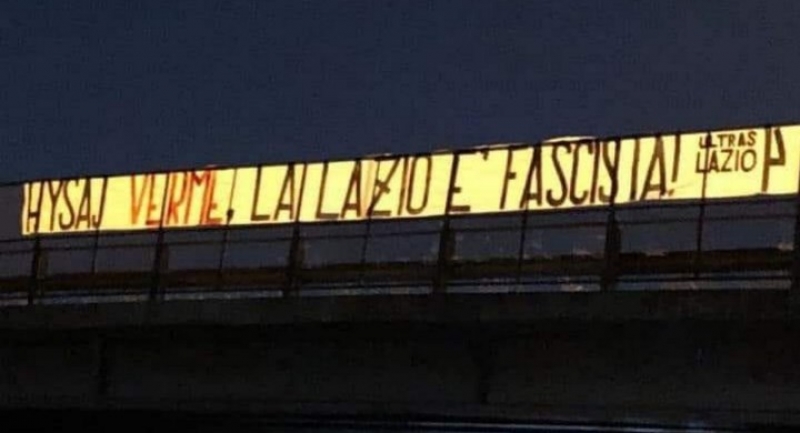 HYSAJ VERME, LA LAZIO E' FASCISTA!
ULTRAS
LAZIO